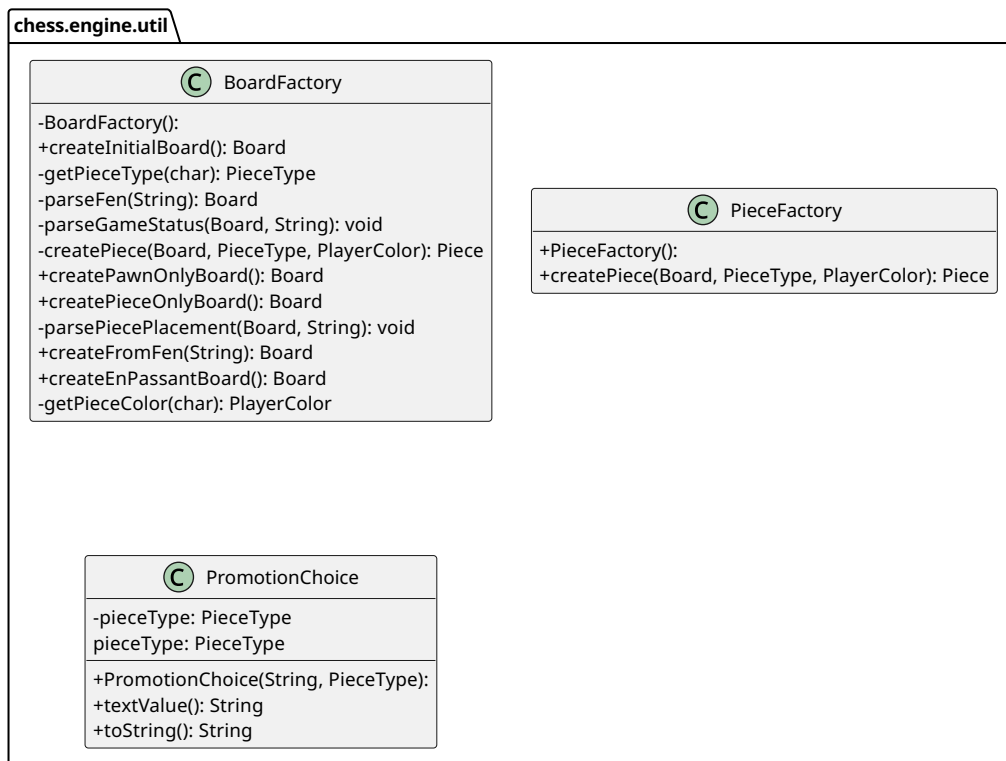 chess.engine.util
C BoardFactory
-BoardFactory():
+createInitialBoard(): Board
-getPieceType(char): PieceType
-parseFen(String): Board
-parseGameStatus(Board, String): void
-createPiece(Board, PieceType, PlayerColor): Piece
+createPawnOnlyBoard(): Board
+createPieceOnlyBoard(): Board
-parsePiecePlacement(Board, String): void
+createFromFen(String): Board
+createEnPassantBoard(): Board
-getPieceColor(char): PlayerColor
C PieceFactory
+PieceFactory():
+createPiece(Board, PieceType, PlayerColor): Piece
C PromotionChoice
-pieceType: PieceType
pieceType: PieceType
+PromotionChoice(String, PieceType):
+textValue(): String
+toString(): String